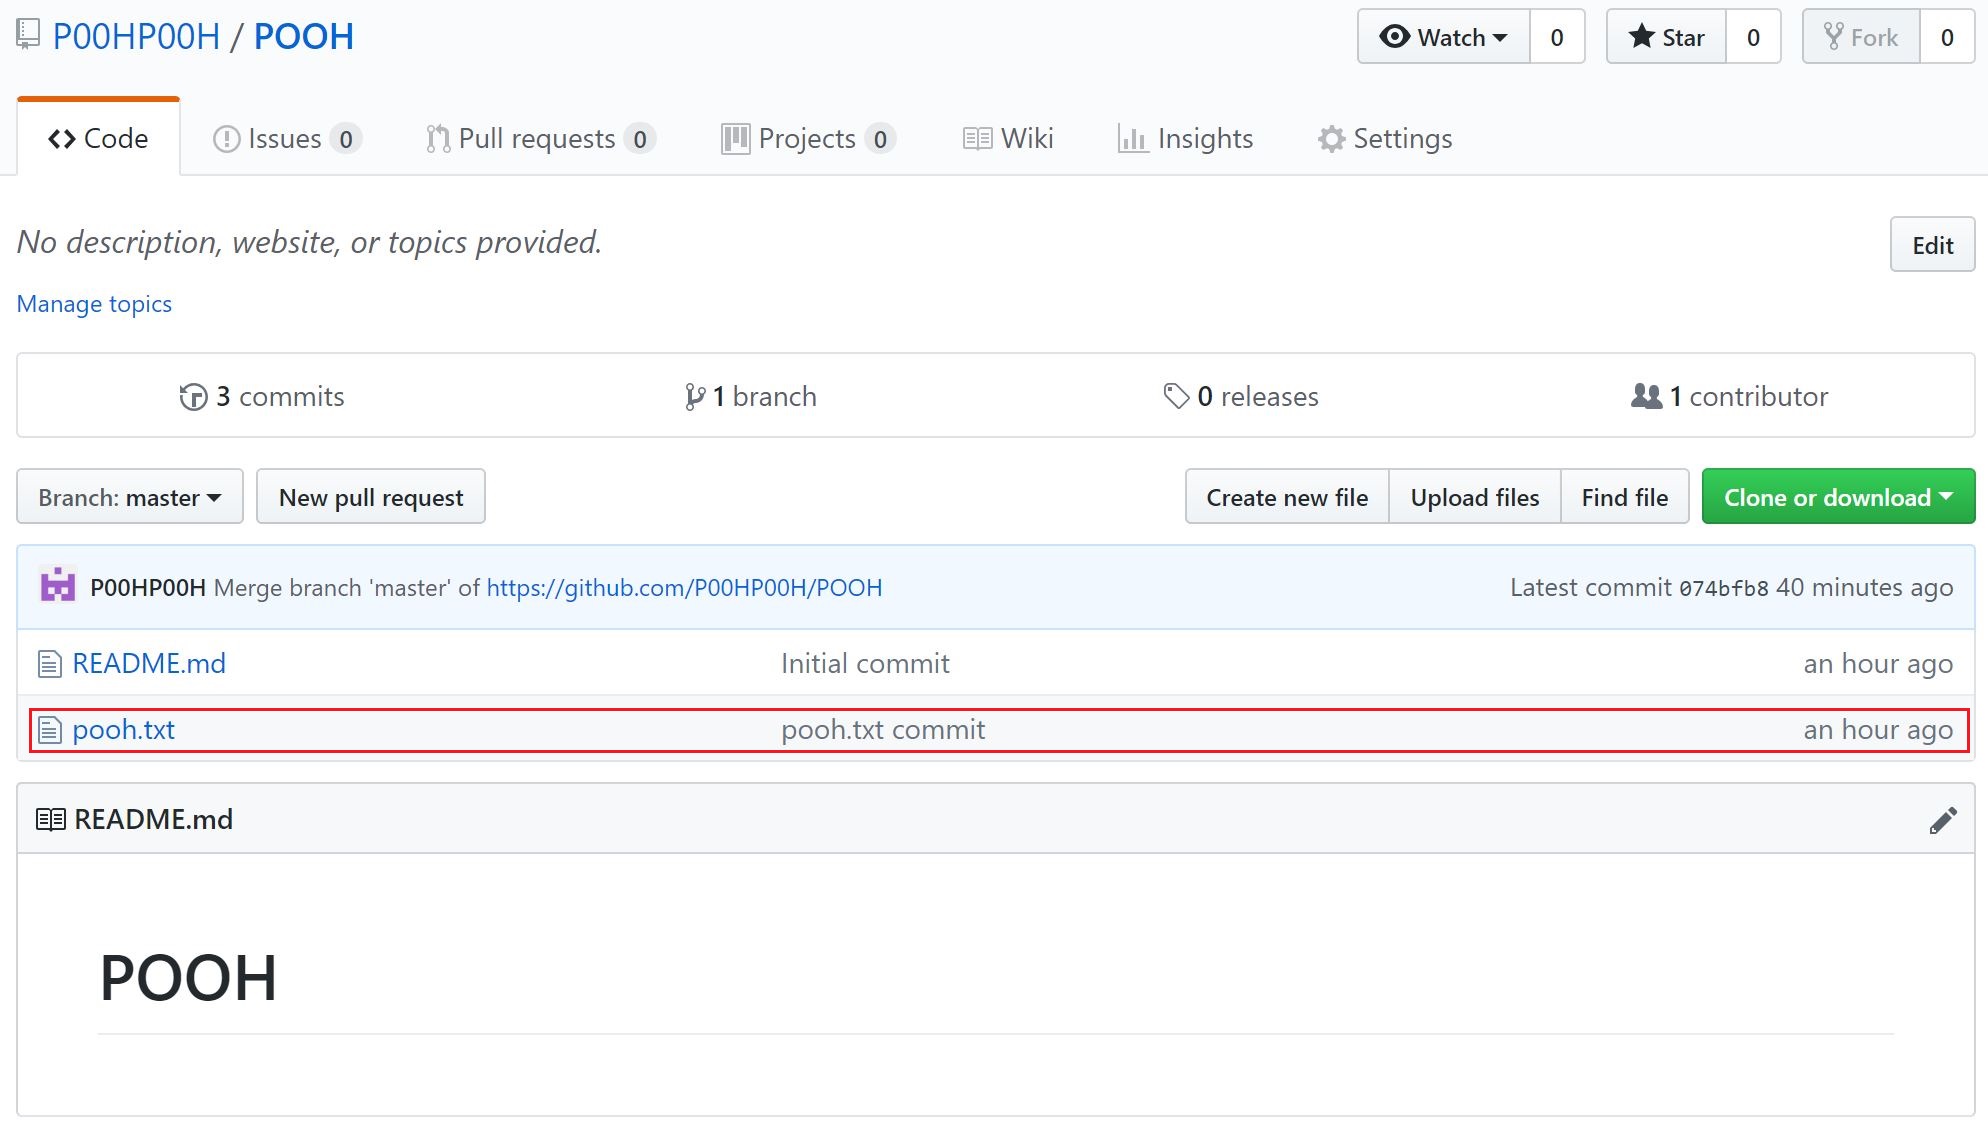 P00HP00H / POOH
Watch 0 Star 0 Fork 0
Code Issues 0 Pull requests 0 Projects 0 Wiki Insights Settings
No description, website, or topics provided.
Edit
Manage topics
3 commits 1 branch 0 releases 1 contributor
Branch: master New pull request Create new file Upload files Find file Clone or download
P00HP00H Merge branch 'master' of https://github.com/P00HP00H/POOH Latest commit 074bfb8 40 minutes ago
README.md Initial commit an hour ago
pooh.txt pooh.txt commit an hour ago
README.md
POOH